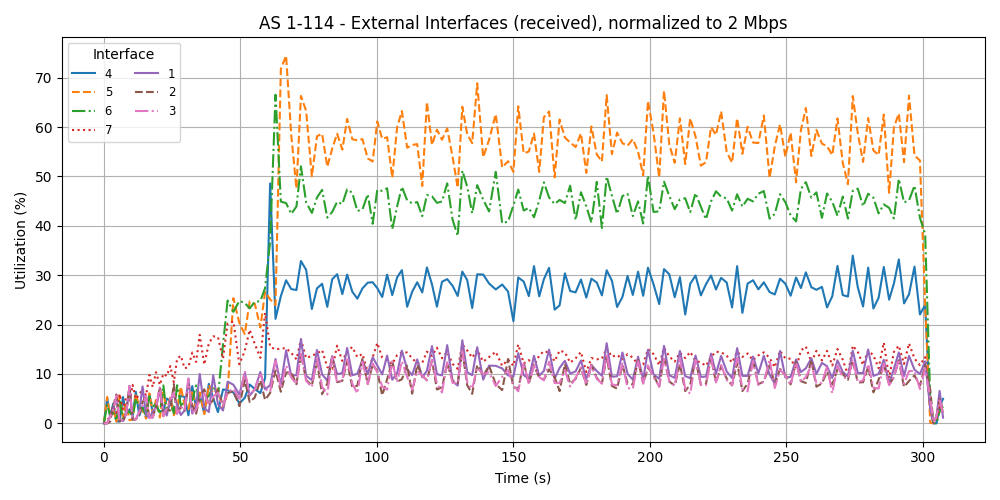 AS 1-114 - External Interfaces (received), normalized to 2 Mbps
Interface
4 1
5 2
6 3
7
Utilization (%)
70
60
50
40
30
20
10
0
0 50 100 150 200 250 300
Time (s)